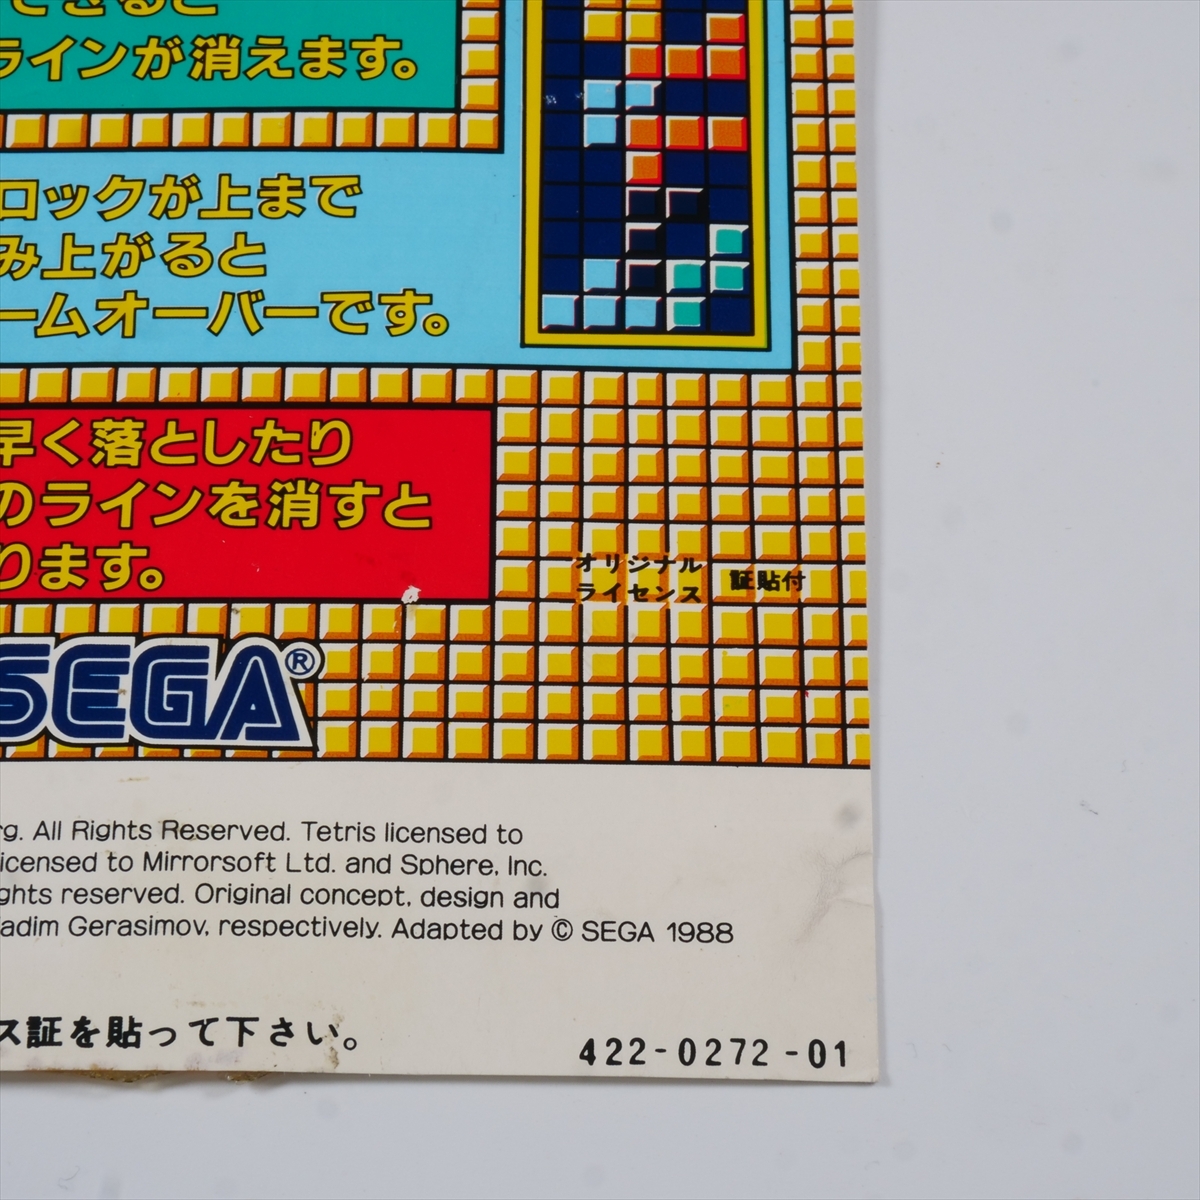 できると
ラインが消えます。
ロックが上まで
み上がると
ームオーバーです。
早く落としたり
のラインを消すと
ります。
オリジナル
ライセンス 証貼付
SEGA®
rg. All Rights Reserved. Tetris licensed to
icensed to Mirrorsoft Ltd. and Sphere, Inc.
ghts reserved. Original concept, design and
adim Gerasimov, respectively. Adapted by © SEGA 1988
ス証を貼って下さい。
422-0272-01